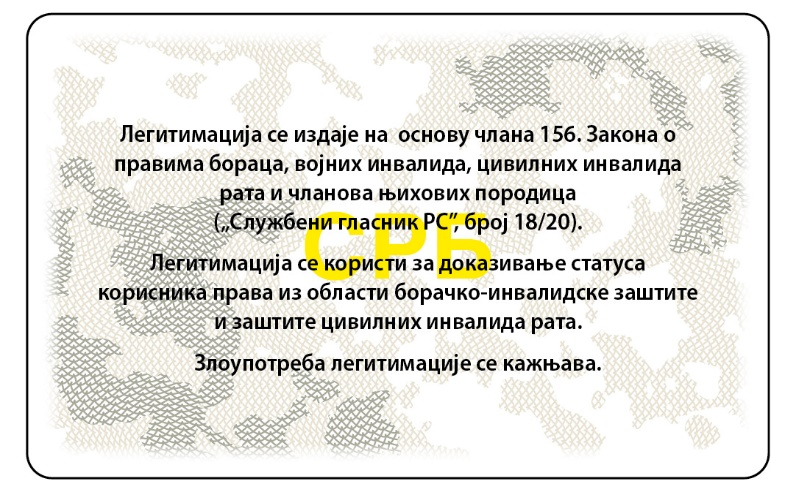 Легитимација се издаје на основу члана 156. Закона о
правима бораца, војних инвалида, цивилних инвалида
рата и чланова њихових породица
(„Службени гласник РС”, број 18/20).
СРБ
Легитимација се користи за доказивање статуса
корисника права из области борачко-инвалидске заштите
и заштите цивилних инвалида рата.
Злоупотреба легитимације се кажњава.